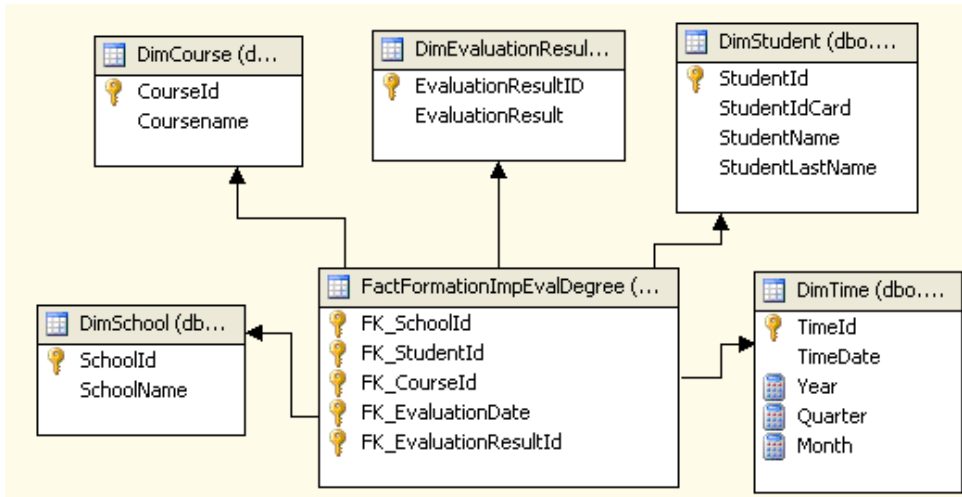 DimCourse (d...
CourseId
Coursename
DimEvaluationResul...
EvaluationResultID
EvaluationResult
DimStudent (dbo....
StudentId
StudentIdCard
StudentName
StudentLastName
DimSchool (db...
SchoolId
SchoolName
FactFormationImpEvalDegree (...
FK_SchoolId
FK_StudentId
FK_CourseId
FK_EvaluationDate
FK_EvaluationResultId
DimTime (dbo....
TimeId
TimeDate
Year
Quarter
Month